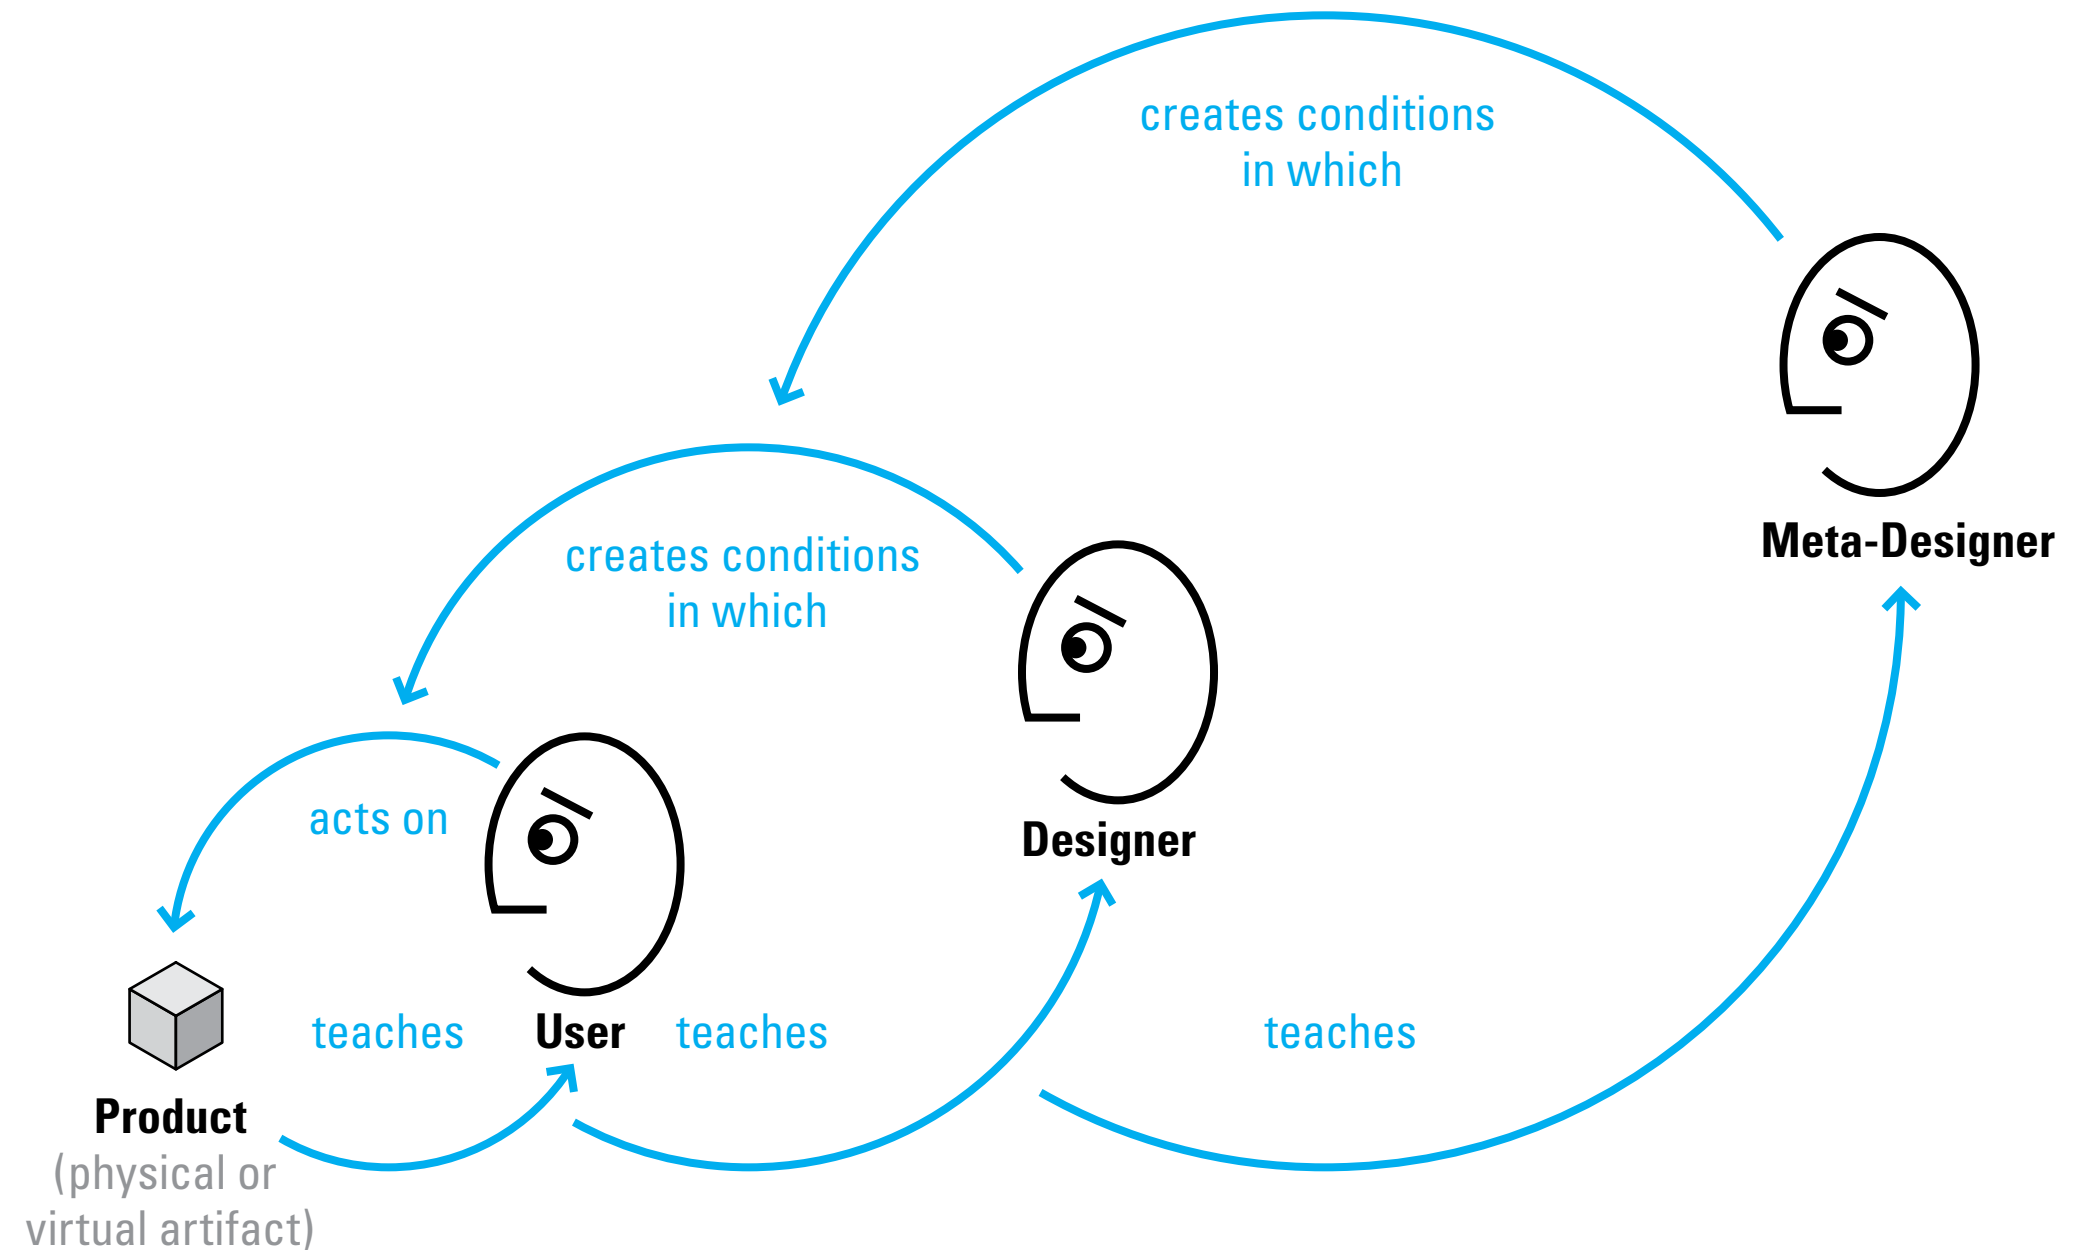 creates conditions
in which
Meta-Designer
creates conditions
in which
acts on
Designer
teaches
User
teaches
teaches
Product
(physical or
virtual artifact)